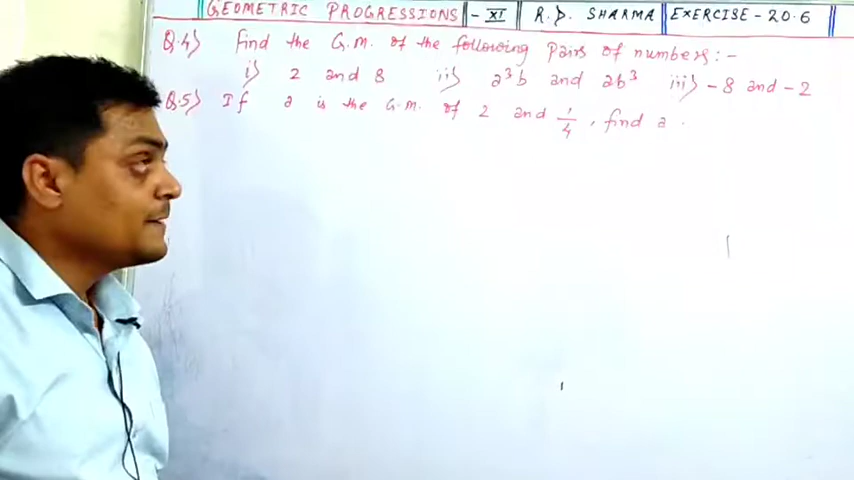 GEOMETRIC PROGRESSIONS - XI R.D. SHARMA EXERCISE - 20.6
Q.4) Find the G.M. of the following pairs of numbers :-
i) 2 and 8 ii) a³b and ab³ iii) -8 and -2
Q.5) If a is the G.M. of 2 and 1/4, find a.